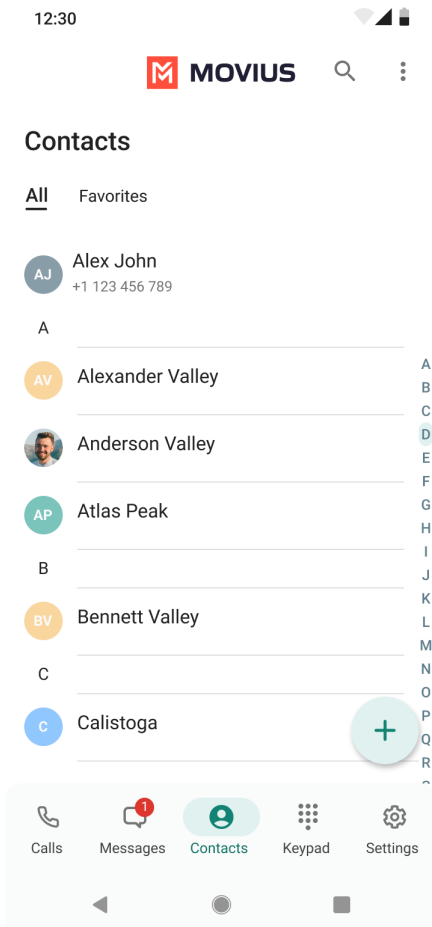 12:30
MOVIUS
Contacts
All Favorites
AJ Alex John
+1 123 456 789
A
AV Alexander Valley
Anderson Valley
AP Atlas Peak
B
BV Bennett Valley
C
C Calistoga
A
B
C
D
E
F
G
H
I
J
K
L
M
N
O
P
Q
R
1
Calls Messages Contacts Keypad Settings